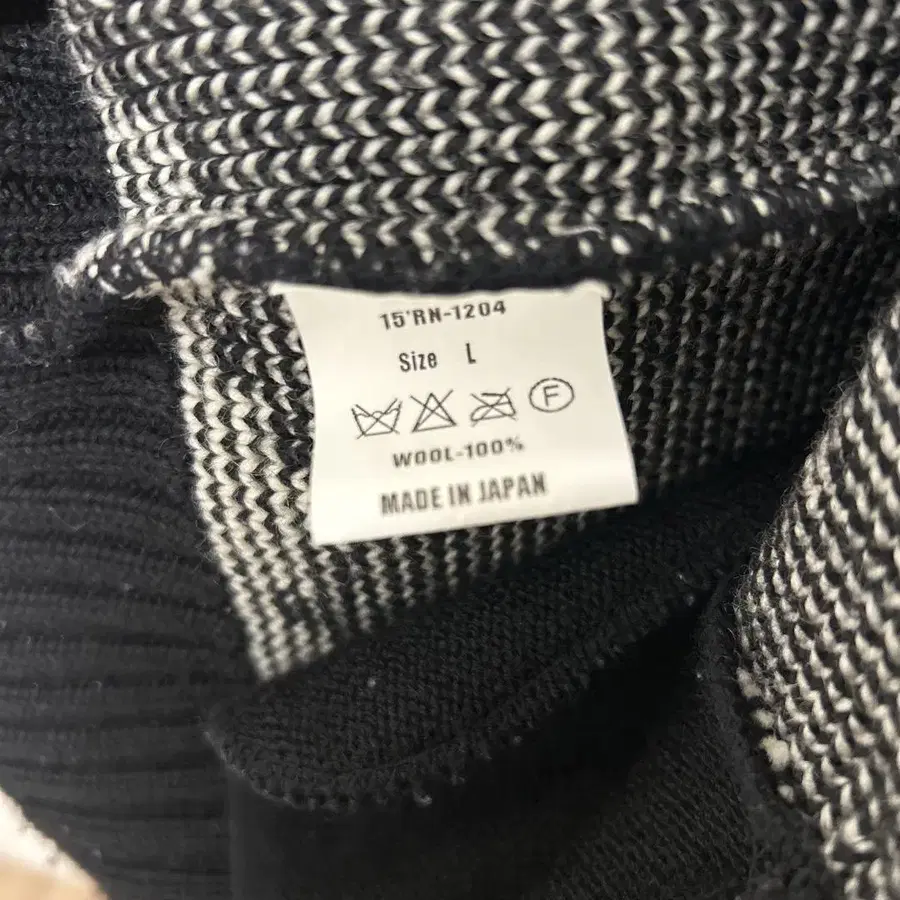 15'RN-1204
Size L
F
WOOL-100%
MADE IN JAPAN